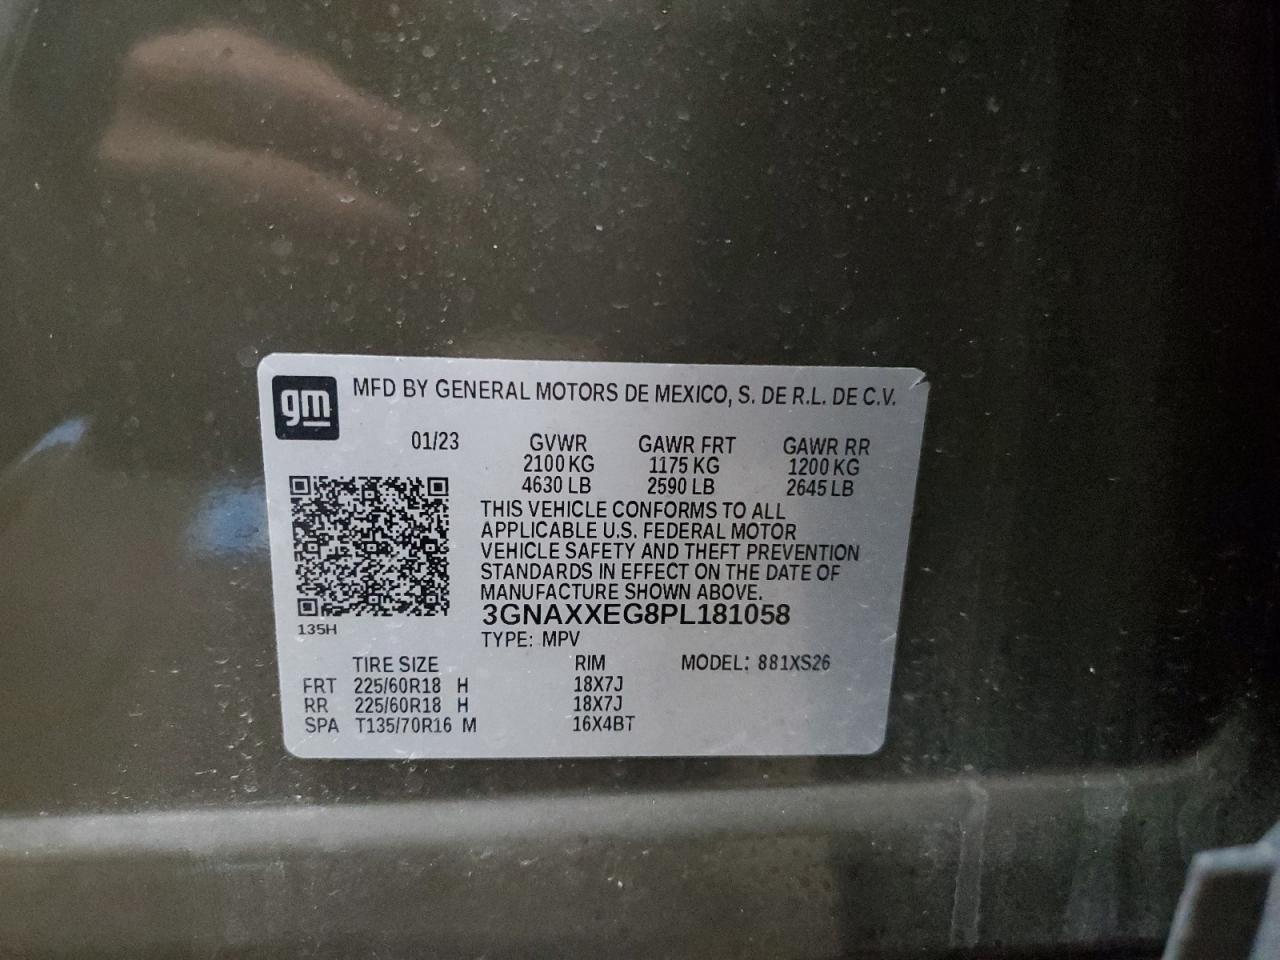 gm MFD BY GENERAL MOTORS DE MEXICO, S. DE R.L. DE C.V.
01/23 GVWR GAWR FRT GAWR RR
2100 KG 1175 KG 1200 KG
4630 LB 2590 LB 2645 LB
THIS VEHICLE CONFORMS TO ALL
APPLICABLE U.S. FEDERAL MOTOR
VEHICLE SAFETY AND THEFT PREVENTION
STANDARDS IN EFFECT ON THE DATE OF
MANUFACTURE SHOWN ABOVE.
3GNAXXEG8PL181058
135H
TYPE: MPV
TIRE SIZE RIM MODEL: 881XS26
FRT 225/60R18 H 18X7J
RR 225/60R18 H 18X7J
SPA T135/70R16 M 16X4BT